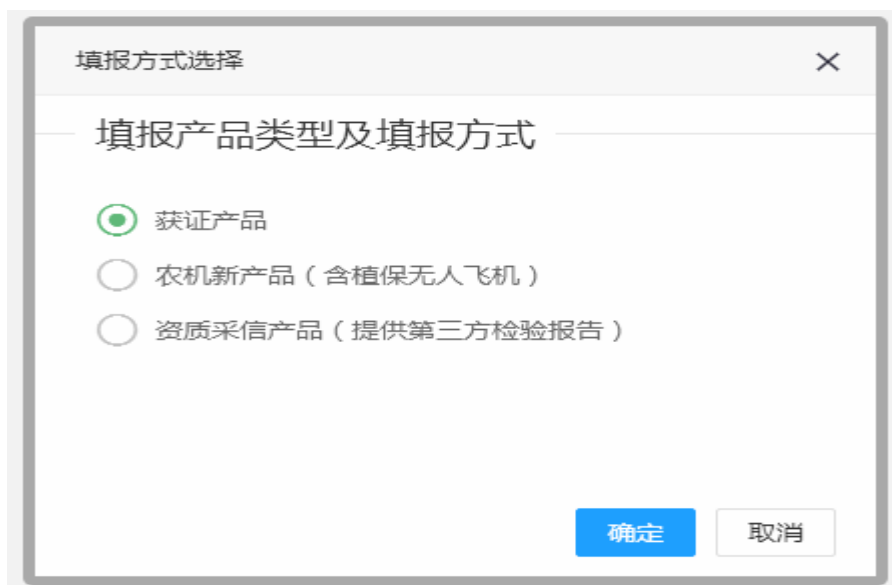 填报方式选择
填报产品类型及填报方式
获证产品
农机新产品（含植保无人飞机）
资质采信产品（提供第三方检验报告）
确定 取消